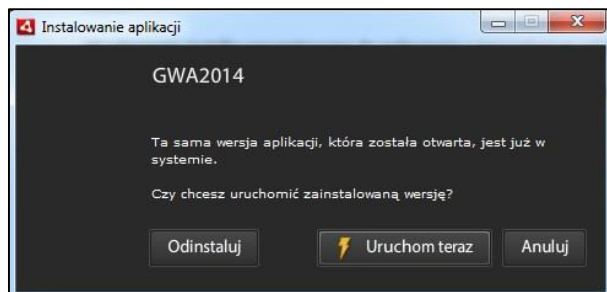 Instalowanie aplikacji
GWA2014
Ta sama wersja aplikacji, która została otwarta, jest już w
systemie.
Czy chcesz uruchomić zainstalowaną wersję?
Odinstaluj Uruchom teraz Anuluj